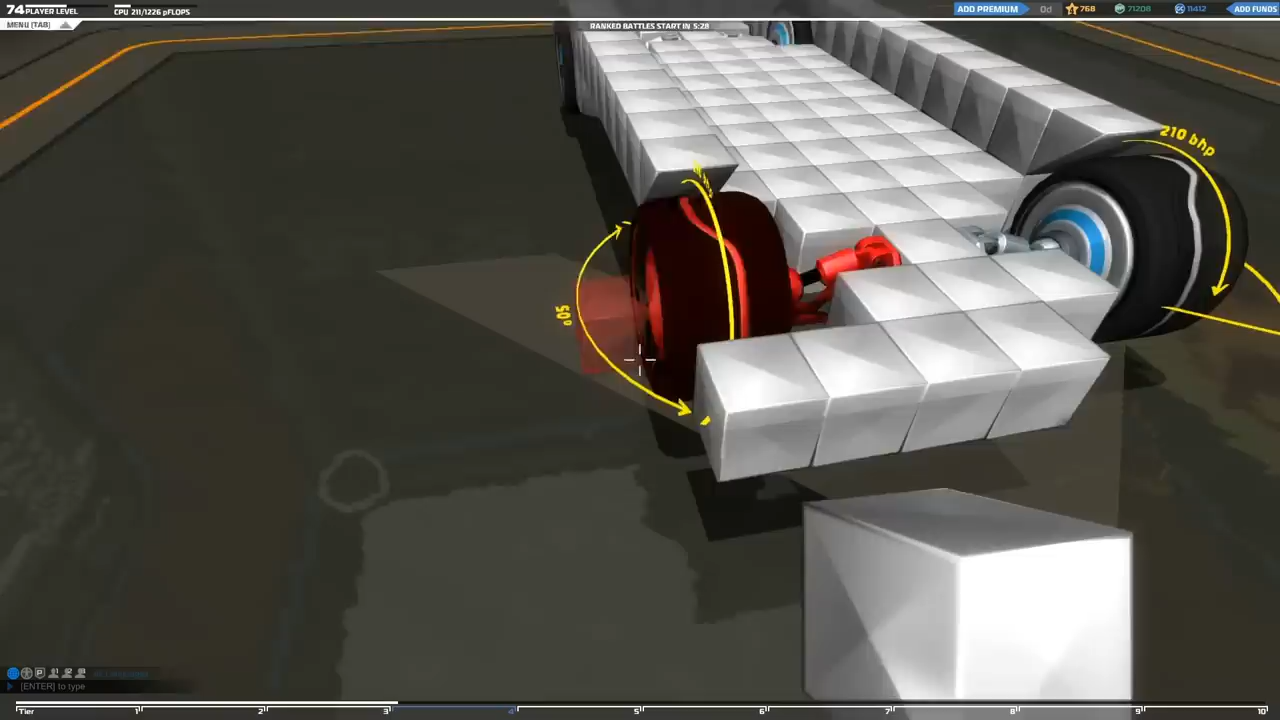 74 PLAYER LEVEL
CPU 211/1226 pFLOPS
ADD PREMIUM
0d
768
71208
11412
ADD FUNDS
MENU [TAB]
RANKED BATTLES START IN 5:28
210 bhp
50°
[ENTER] to type
Tier 1 2 3 4 5 6 7 8 9 10